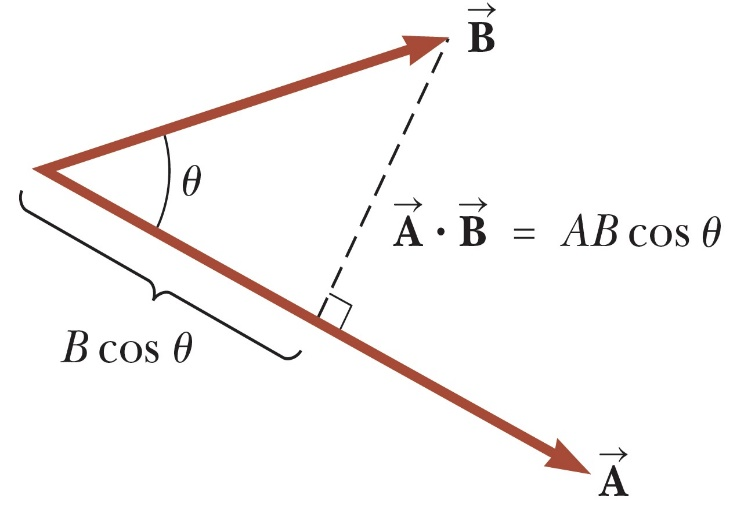 B⃗
θ
A⃗ · B⃗ = AB cos θ
B cos θ
A⃗